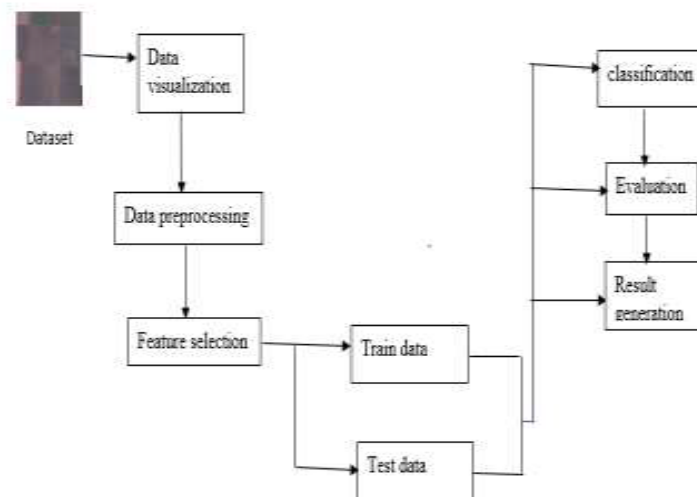 Dataset
Data
visualization
Data preprocessing
Feature selection
Train data
Test data
classification
Evaluation
Result
generation